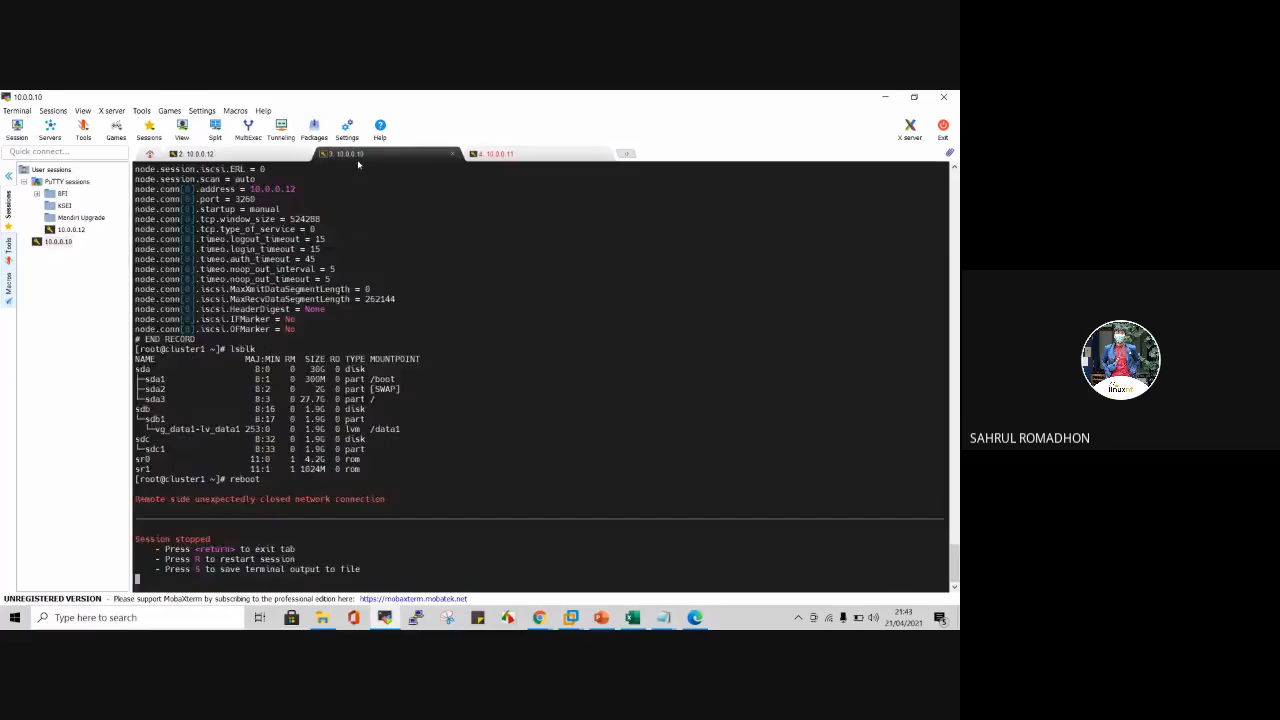 10.0.0.10
Terminal Sessions View X server Tools Games Settings Macros Help
Session Servers Tools Games Sessions View Split MultiExec Tunneling Packages Settings Help X server Exit
Quick connect...
2. 10.0.0.12
3. 10.0.0.10
4. 10.0.0.11
Sessions
Tools
Macros
User sessions
PuTTY sessions
BFI
KSEI
Mandiri Upgrade
10.0.0.12
10.0.0.10
node.session.iscsi.ERL = 0
node.session.scan = auto
node.conn[0].address = 10.0.0.12
node.conn[0].port = 3260
node.conn[0].startup = manual
node.conn[0].tcp.window_size = 524288
node.conn[0].tcp.type_of_service = 0
node.conn[0].timeo.logout_timeout = 15
node.conn[0].timeo.login_timeout = 15
node.conn[0].timeo.auth_timeout = 45
node.conn[0].timeo.noop_out_interval = 5
node.conn[0].timeo.noop_out_timeout = 5
node.conn[0].iscsi.MaxXmitDataSegmentLength = 0
node.conn[0].iscsi.MaxRecvDataSegmentLength = 262144
node.conn[0].iscsi.HeaderDigest = None
node.conn[0].iscsi.IFMarker = No
node.conn[0].iscsi.OFMarker = No
# END RECORD
[root@cluster1 ~]# lsblk
NAME MAJ:MIN RM SIZE RO TYPE MOUNTPOINT
sda 8:0 0 30G 0 disk
├─sda1 8:1 0 300M 0 part /boot
├─sda2 8:2 0 2G 0 part [SWAP]
└─sda3 8:3 0 27.7G 0 part /
sdb 8:16 0 1.9G 0 disk
└─sdb1 8:17 0 1.9G 0 part
└─vg_data1-lv_data1 253:0 0 1.9G 0 lvm /data1
sdc 8:32 0 1.9G 0 disk
└─sdc1 8:33 0 1.9G 0 part
sr0 11:0 1 4.2G 0 rom
sr1 11:1 1 1024M 0 rom
[root@cluster1 ~]# reboot
Remote side unexpectedly closed network connection
Session stopped
- Press <return> to exit tab
- Press R to restart session
- Press S to save terminal output to file
UNREGISTERED VERSION - Please support MobaXterm by subscribing to the professional edition here: https://mobaxterm.mobatek.net
Type here to search
21:43
21/04/2021
linuxnt
SAHRUL ROMADHON